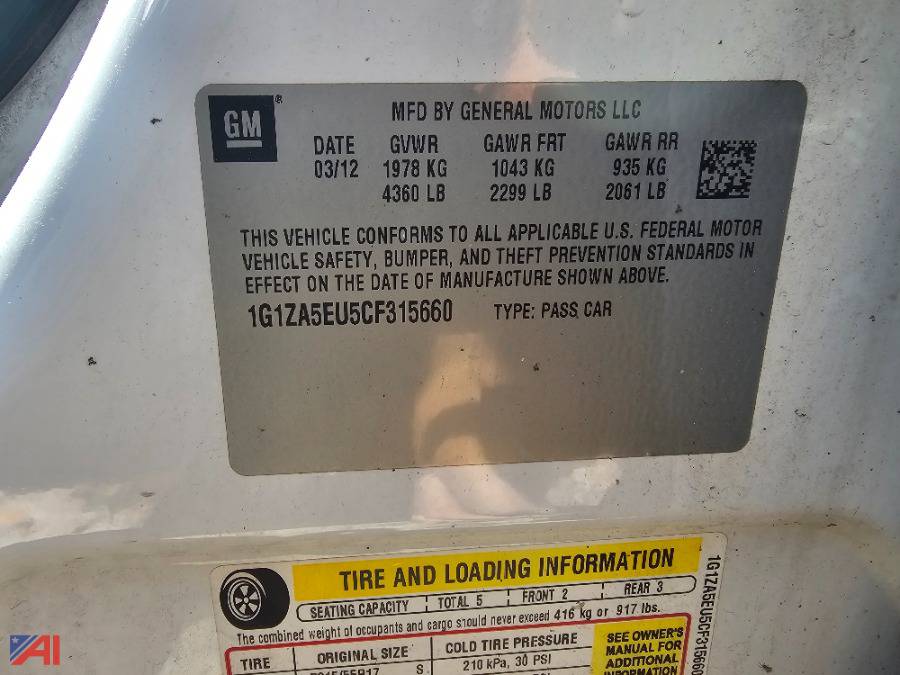 GM
®
MFD BY GENERAL MOTORS LLC
DATE GVWR GAWR FRT GAWR RR
03/12 1978 KG 1043 KG 935 KG
4360 LB 2299 LB 2061 LB
THIS VEHICLE CONFORMS TO ALL APPLICABLE U.S. FEDERAL MOTOR
VEHICLE SAFETY, BUMPER, AND THEFT PREVENTION STANDARDS IN
EFFECT ON THE DATE OF MANUFACTURE SHOWN ABOVE.
1G1ZA5EU5CF315660 TYPE: PASS CAR
TIRE AND LOADING INFORMATION
SEATING CAPACITY TOTAL 5 FRONT 2 REAR 3
The combined weight of occupants and cargo should never exceed 416 kg or 917 lbs.
TIRE ORIGINAL SIZE COLD TIRE PRESSURE
S 210 kPa, 30 PSI
SEE OWNER'S
MANUAL FOR
ADDITIONAL
INFORMATION
1G1ZA5EU5CF315660
AI